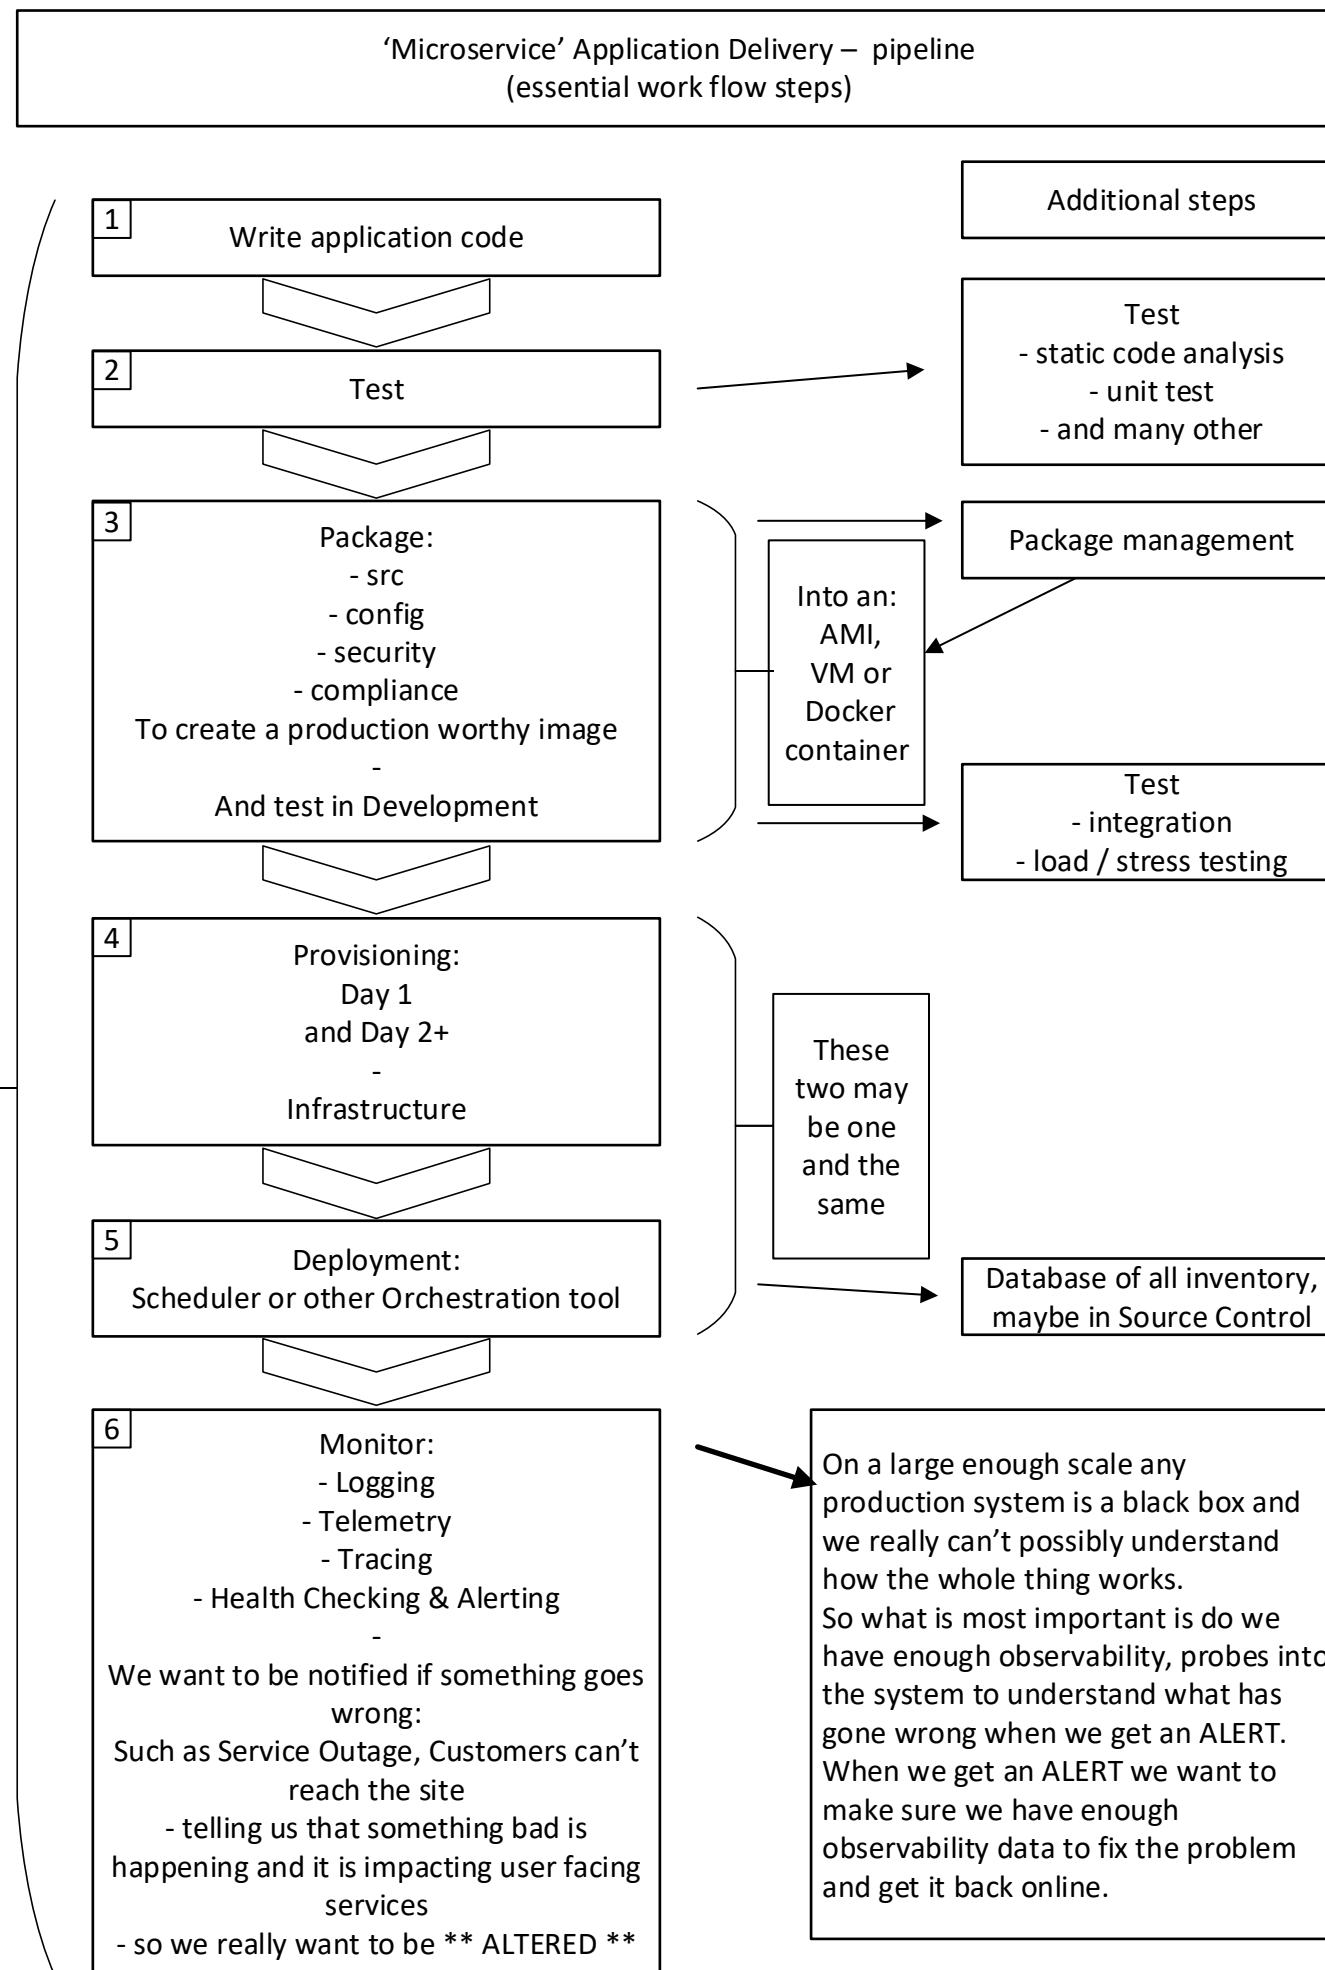 ‘Microservice’ Application Delivery – pipeline
(essential work flow steps)
Additional steps
1
Write application code
2
Test
Test
- static code analysis
- unit test
- and many other
3
Package:
- src
- config
- security
- compliance
To create a production worthy image
-
And test in Development
Into an:
AMI,
VM or
Docker
container
Package management
Test
- integration
- load / stress testing
4
Provisioning:
Day 1
and Day 2+
-
Infrastructure
These
two may
be one
and the
same
5
Deployment:
Scheduler or other Orchestration tool
Database of all inventory,
maybe in Source Control
6
Monitor:
- Logging
- Telemetry
- Tracing
- Health Checking & Alerting
-
We want to be notified if something goes
wrong:
Such as Service Outage, Customers can’t
reach the site
- telling us that something bad is
happening and it is impacting user facing
services
- so we really want to be ** ALTERED **
On a large enough scale any
production system is a black box and
we really can’t possibly understand
how the whole thing works.
So what is most important is do we
have enough observability, probes into
the system to understand what has
gone wrong when we get an ALERT.
When we get an ALERT we want to
make sure we have enough
observability data to fix the problem
and get it back online.